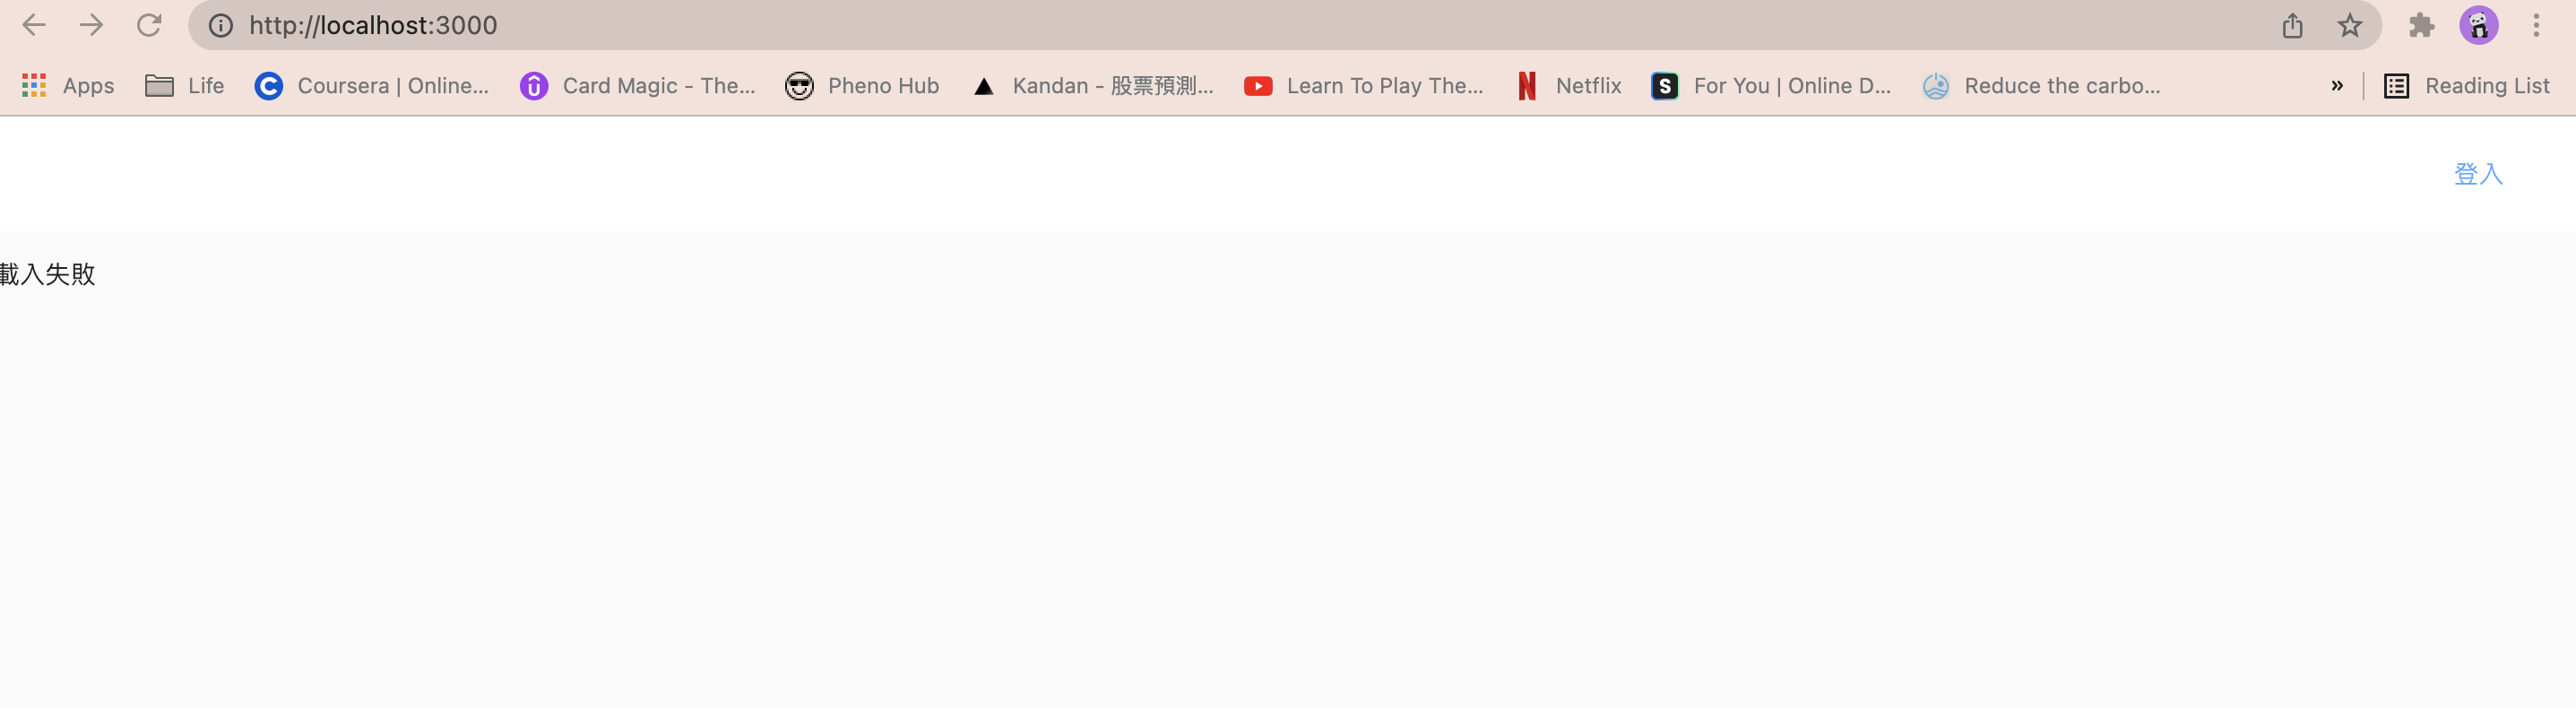 http://localhost:3000
Apps Life Coursera | Online... Card Magic - The... Pheno Hub Kandan - 股票預測... Learn To Play The... Netflix For You | Online D... Reduce the carbo... » Reading List
登入
載入失敗